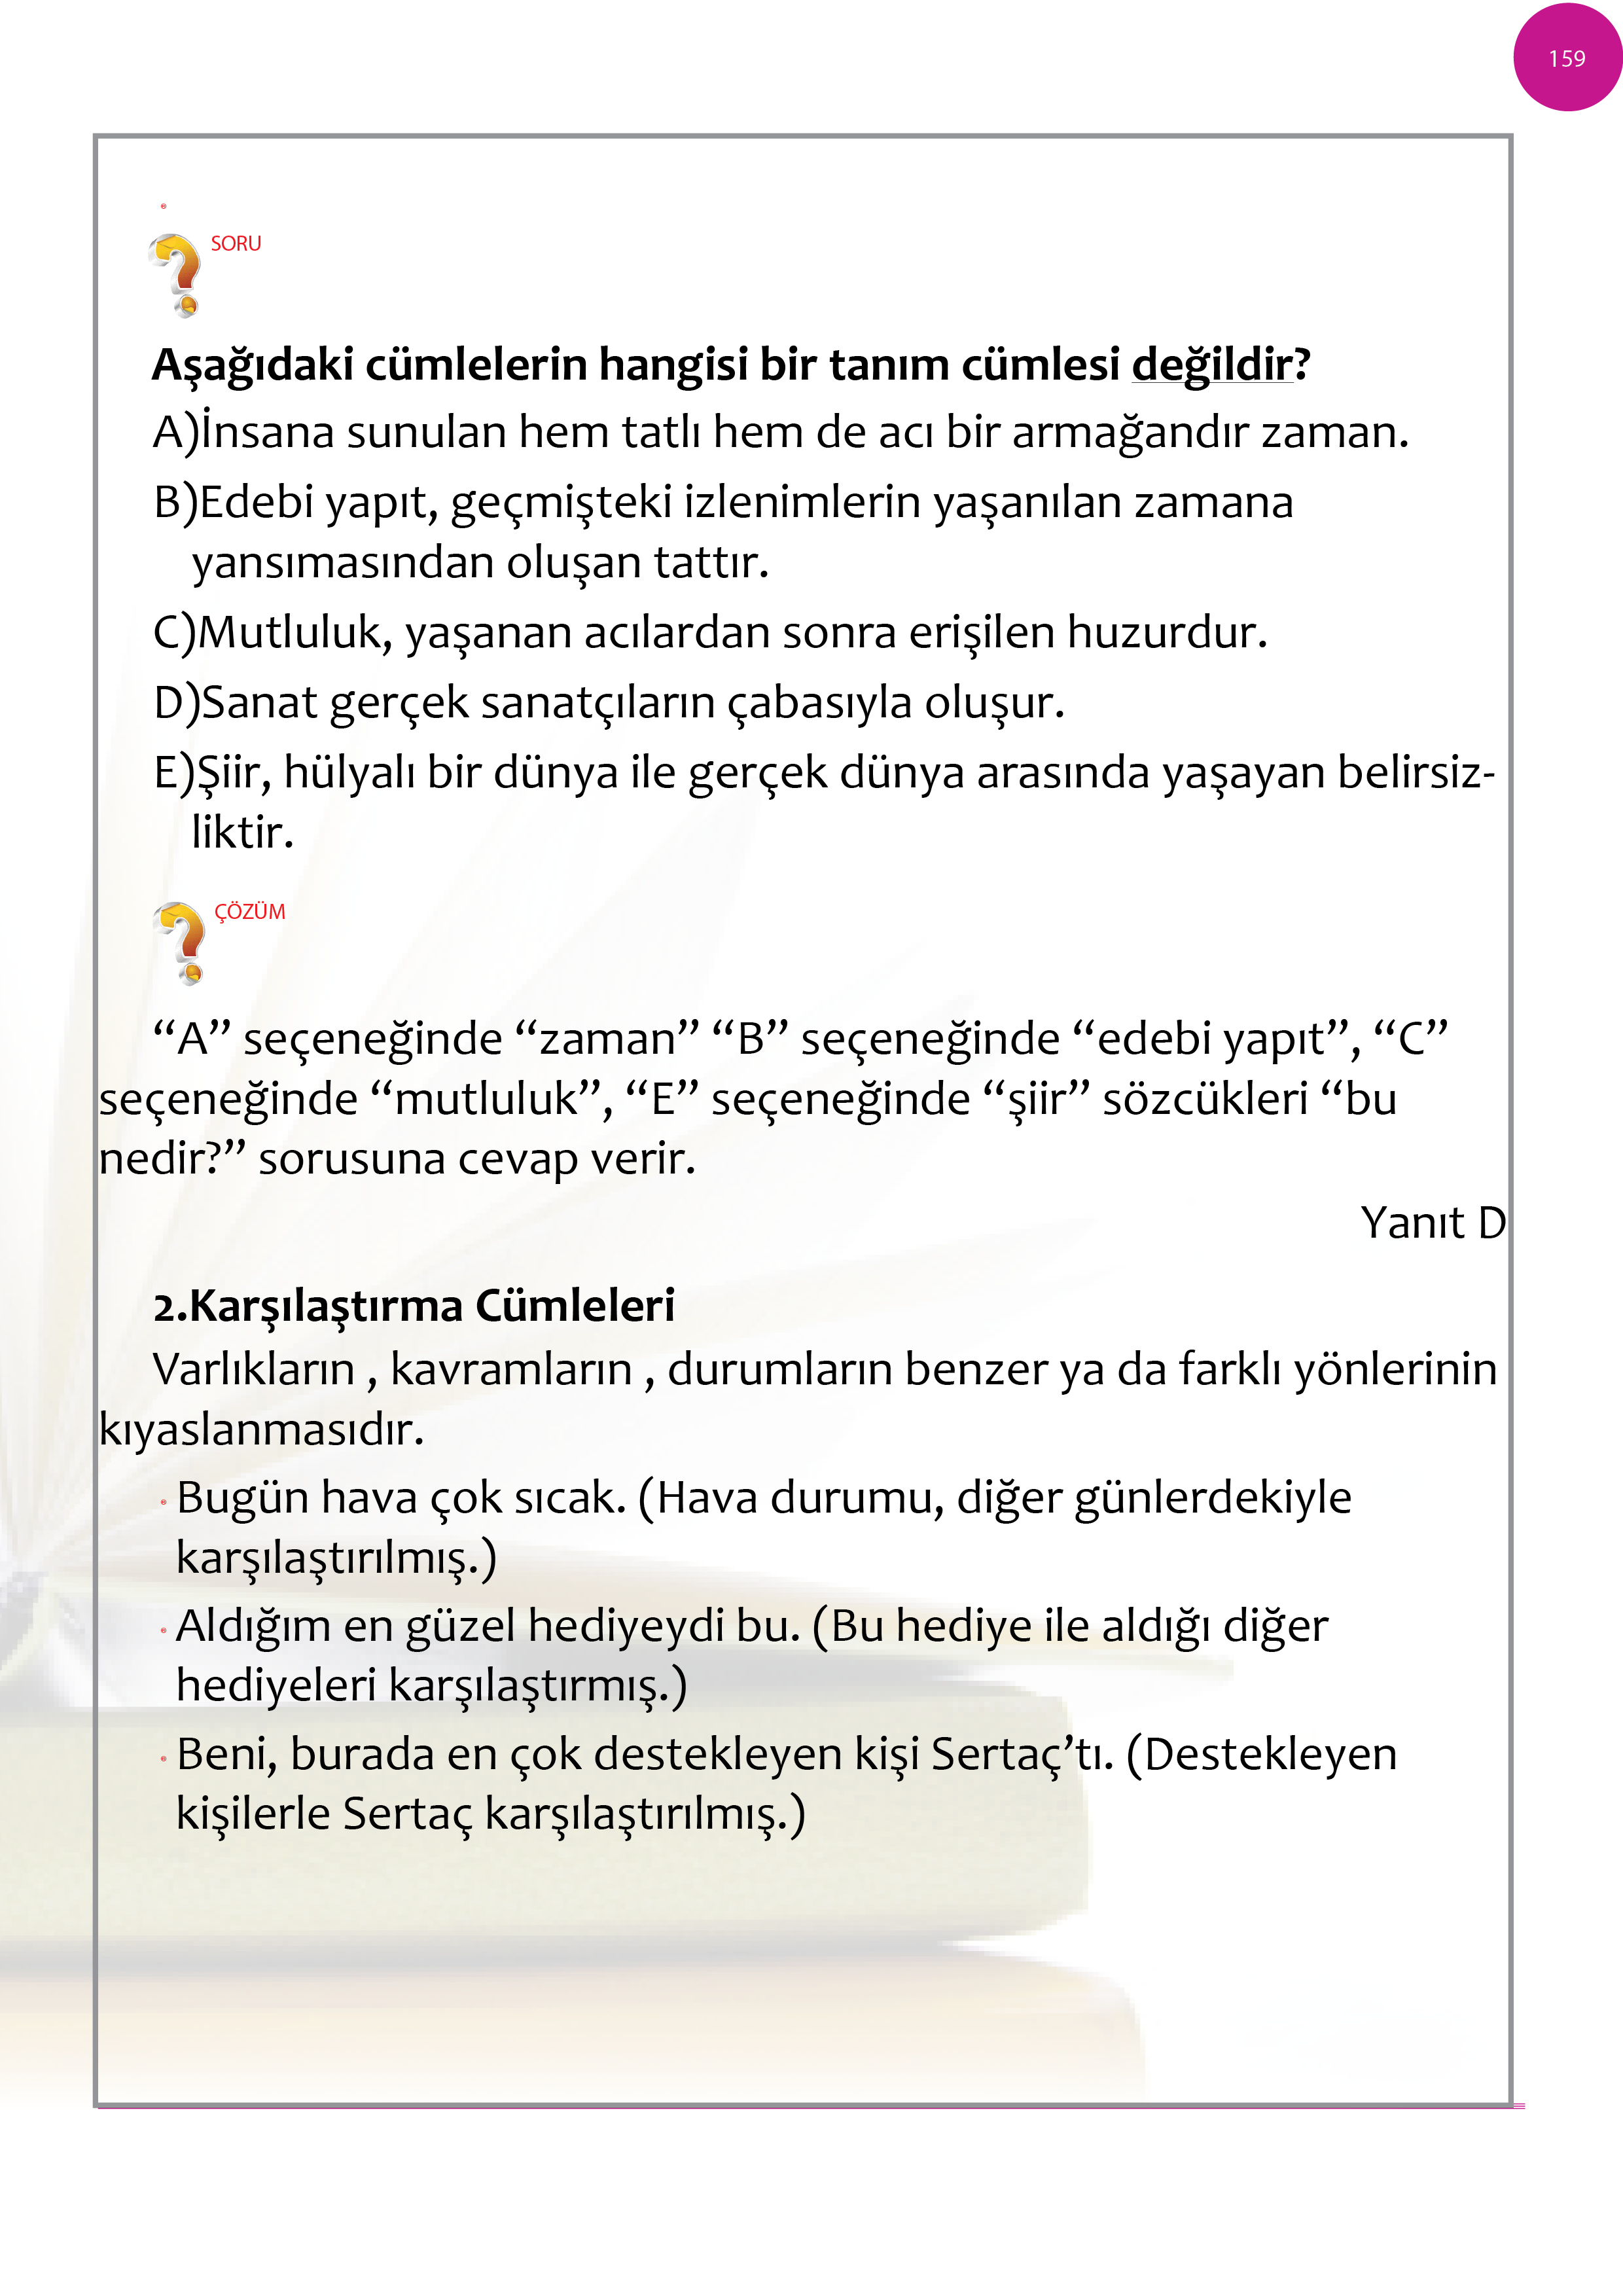 159
SORU
Aşağıdaki cümlelerin hangisi bir tanım cümlesi değildir?
A)İnsana sunulan hem tatlı hem de acı bir armağandır zaman.
B)Edebi yapıt, geçmişteki izlenimlerin yaşanılan zamana
yansımasından oluşan tattır.
C)Mutluluk, yaşanan acılardan sonra erişilen huzurdur.
D)Sanat gerçek sanatçıların çabasıyla oluşur.
E)Şiir, hülyalı bir dünya ile gerçek dünya arasında yaşayan belirsiz-
liktir.
ÇÖZÜM
“A” seçeneğinde “zaman” “B” seçeneğinde “edebi yapıt”, “C”
seçeneğinde “mutluluk”, “E” seçeneğinde “şiir” sözcükleri “bu
nedir?” sorusuna cevap verir.
Yanıt D
2.Karşılaştırma Cümleleri
Varlıkların , kavramların , durumların benzer ya da farklı yönlerinin
kıyaslanmasıdır.
Bugün hava çok sıcak. (Hava durumu, diğer günlerdekiyle
karşılaştırılmış.)
Aldığım en güzel hediyeydi bu. (Bu hediye ile aldığı diğer
hediyeleri karşılaştırmış.)
Beni, burada en çok destekleyen kişi Sertaç’tı. (Destekleyen
kişilerle Sertaç karşılaştırılmış.)